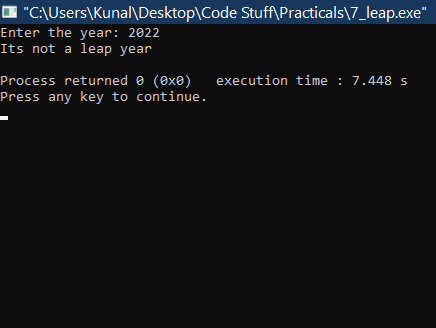 "C:\Users\Kunal\Desktop\Code Stuff\Practicals\7_leap.exe"
Enter the year: 2022
Its not a leap year
Process returned 0 (0x0)   execution time : 7.448 s
Press any key to continue.